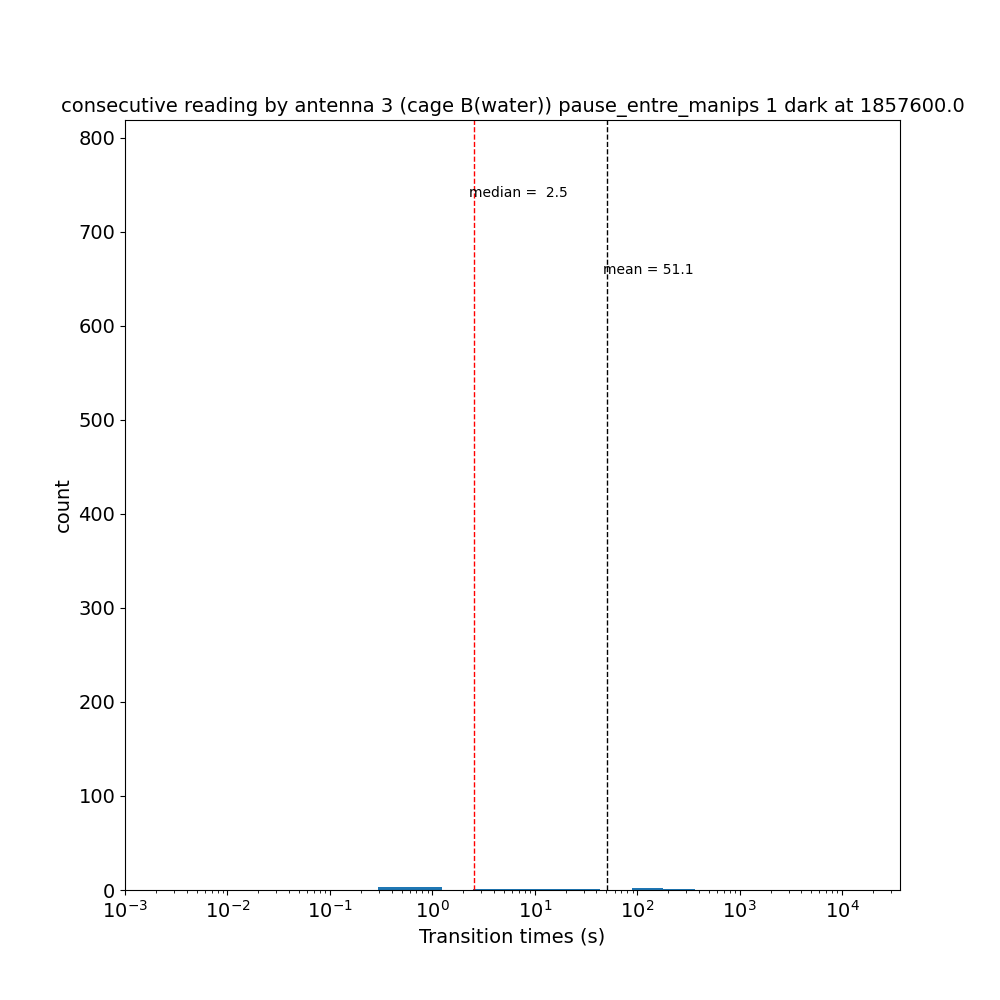 consecutive reading by antenna 3 (cage B(water)) pause_entre_manips 1 dark at 1857600.0
800
median =  2.5
700
mean = 51.1
600
500
400
300
200
100
0
count
10⁻³ 10⁻² 10⁻¹ 10⁰ 10¹ 10² 10³ 10⁴
Transition times (s)